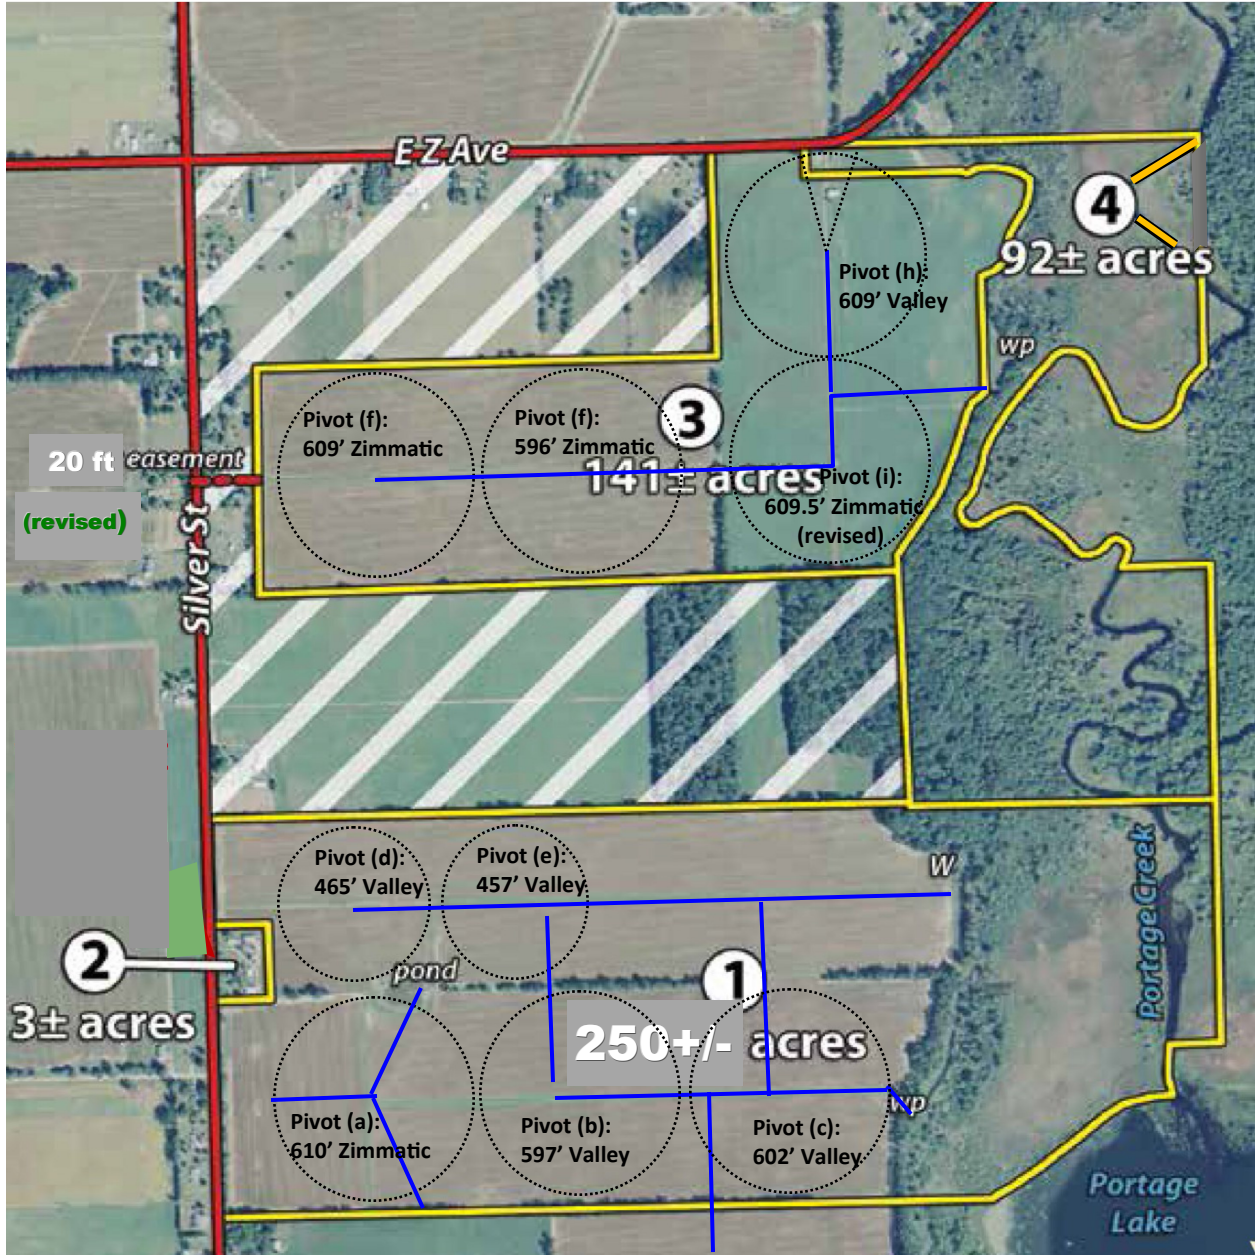 E Z Ave
4
92± acres
Pivot (h):
609’ Valley
wp
Pivot (f):
609’ Zimmatic
Pivot (f):
596’ Zimmatic
3
141± acres
20 ft easement
(revised)
Pivot (i):
609.5’ Zimmatic
(revised)
Silver St
Pivot (d):
465’ Valley
Pivot (e):
457’ Valley
W
Portage Creek
2
3± acres
pond
1
250+/- acres
wp
Pivot (a):
610’ Zimmatic
Pivot (b):
597’ Valley
Pivot (c):
602’ Valley
Portage
Lake